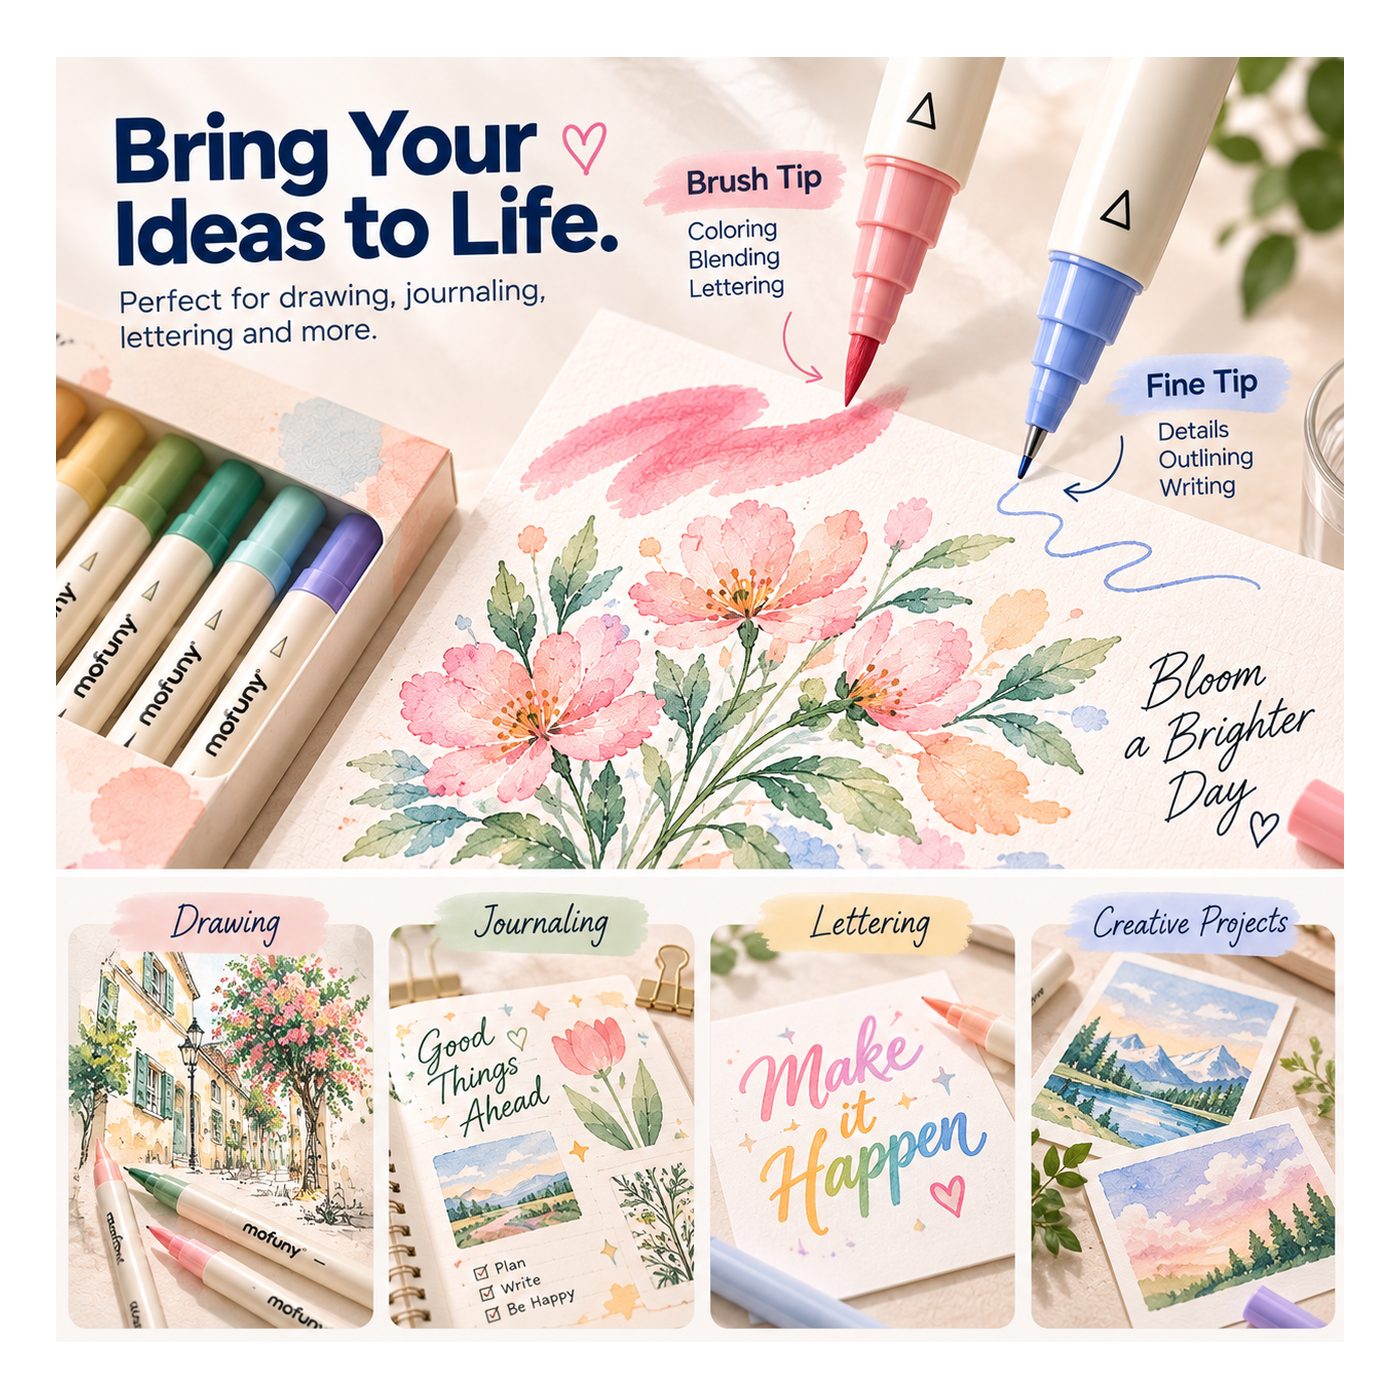 Bring Your
Ideas to Life.
Perfect for drawing, journaling,
lettering and more.
Brush Tip
Coloring
Blending
Lettering
Fine Tip
Details
Outlining
Writing
mofuny
mofuny
mofuny
Bloom
a Brighter
Day
Drawing
Journaling
Lettering
Creative Projects
mofuny
mofuny
Good
Things
Ahead
Plan
Write
Be Happy
Make
it
Happen